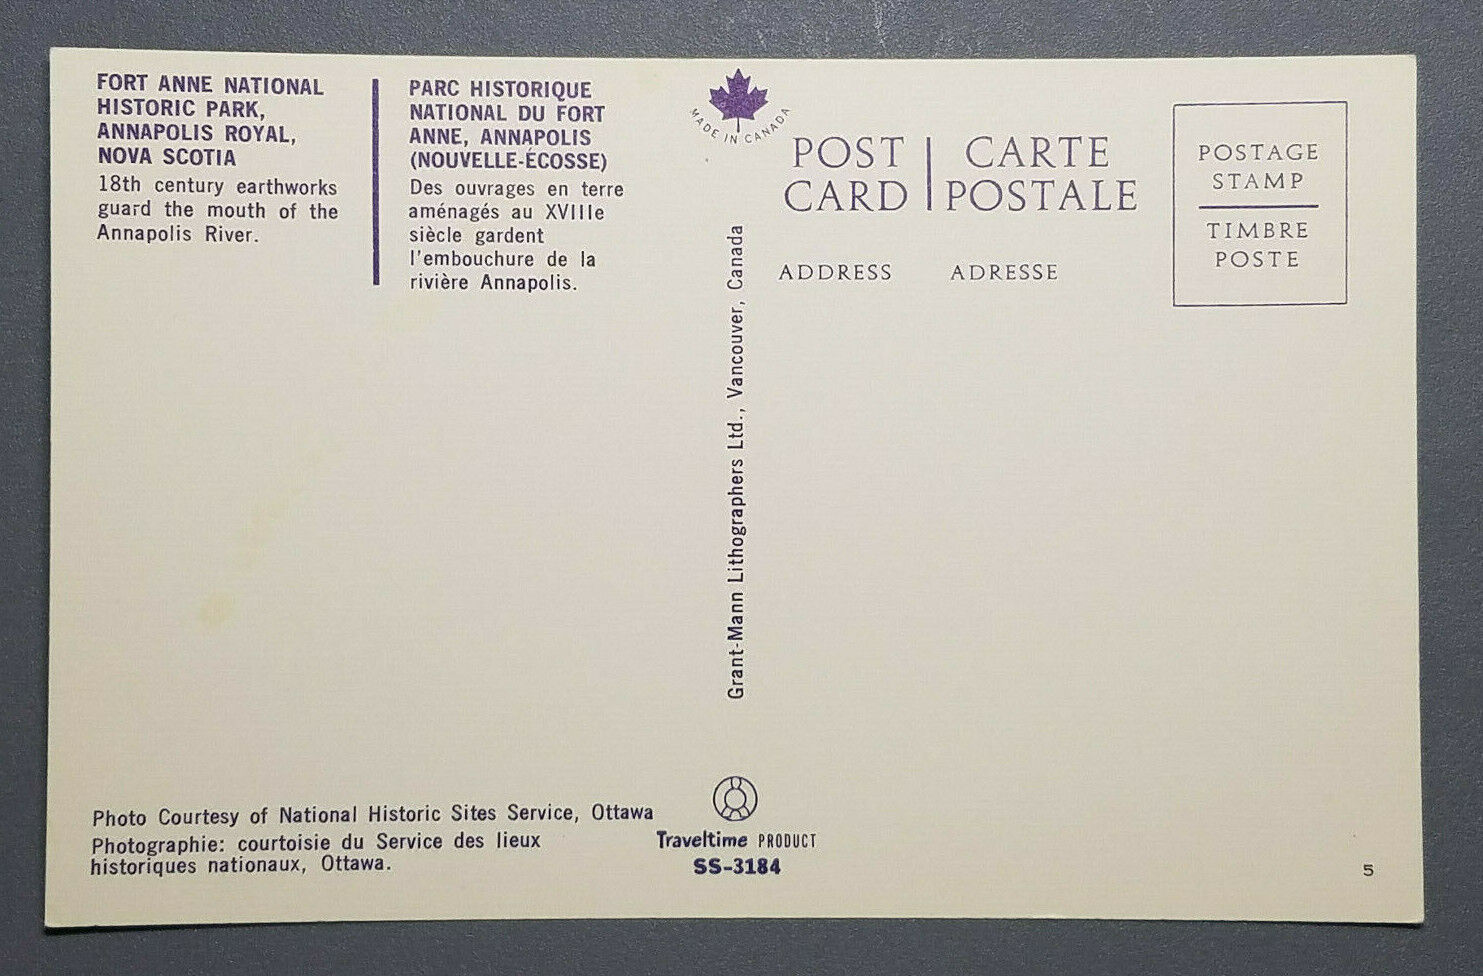 FORT ANNE NATIONAL
HISTORIC PARK,
ANNAPOLIS ROYAL,
NOVA SCOTIA
18th century earthworks
guard the mouth of the
Annapolis River.
PARC HISTORIQUE
NATIONAL DU FORT
ANNE, ANNAPOLIS
(NOUVELLE-ÉCOSSE)
Des ouvrages en terre
aménagés au XVIIIe
siècle gardent
l'embouchure de la
rivière Annapolis.
MADE IN CANADA
POST
CARD
CARTE
POSTALE
ADDRESS
ADRESSE
POSTAGE
STAMP
TIMBRE
POSTE
Grant-Mann Lithographers Ltd., Vancouver, Canada
Photo Courtesy of National Historic Sites Service, Ottawa
Photographie: courtoisie du Service des lieux
historiques nationaux, Ottawa.
Traveltime PRODUCT
SS-3184
5